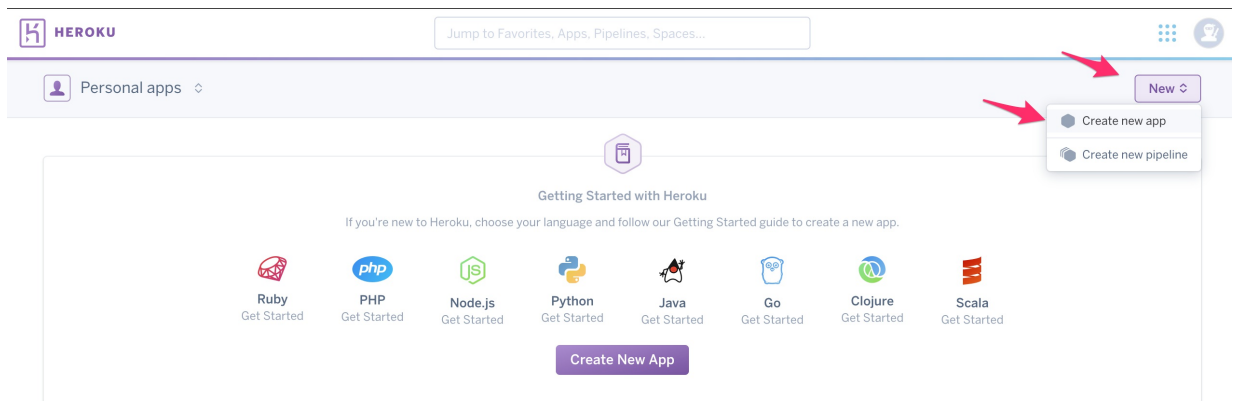 HEROKU
Jump to Favorites, Apps, Pipelines, Spaces...
Personal apps
New
Create new app
Create new pipeline
Getting Started with Heroku
If you're new to Heroku, choose your language and follow our Getting Started guide to create a new app.
php
JS
Ruby PHP Node.js Python Java Go Clojure Scala
Get Started Get Started Get Started Get Started Get Started Get Started Get Started Get Started
Create New App